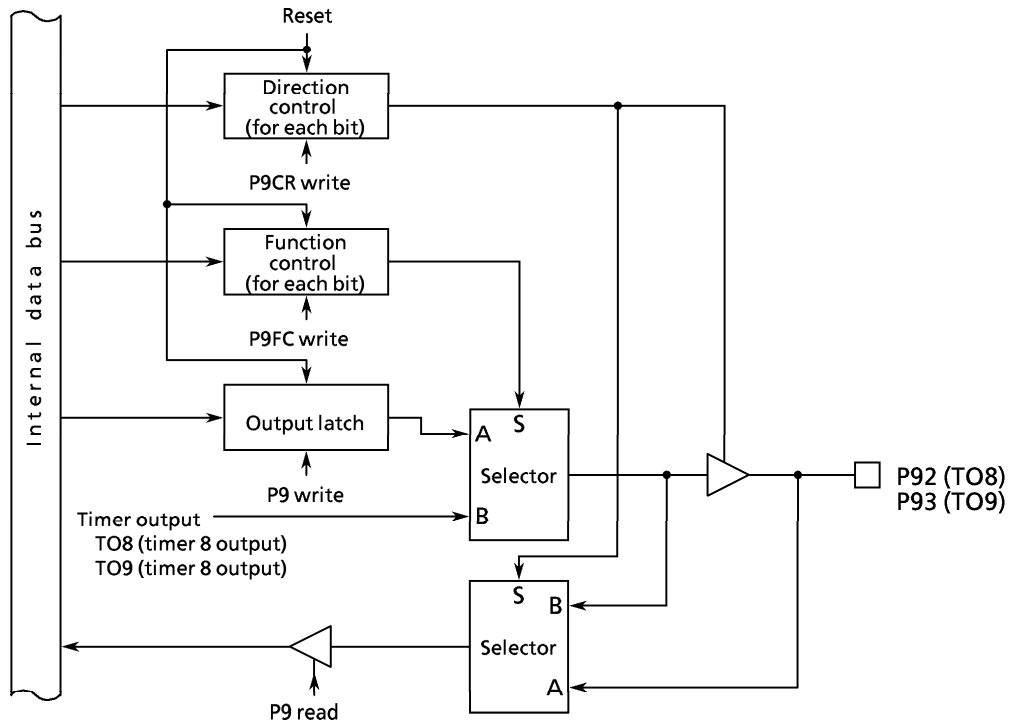 Reset
Direction
control
(for each bit)
P9CR write
Internal data bus
Function
control
(for each bit)
P9FC write
Output latch
P9 write
A
S
Selector
B
P92 (TO8)
P93 (TO9)
Timer output
TO8 (timer 8 output)
TO9 (timer 8 output)
S
B
Selector
A
P9 read